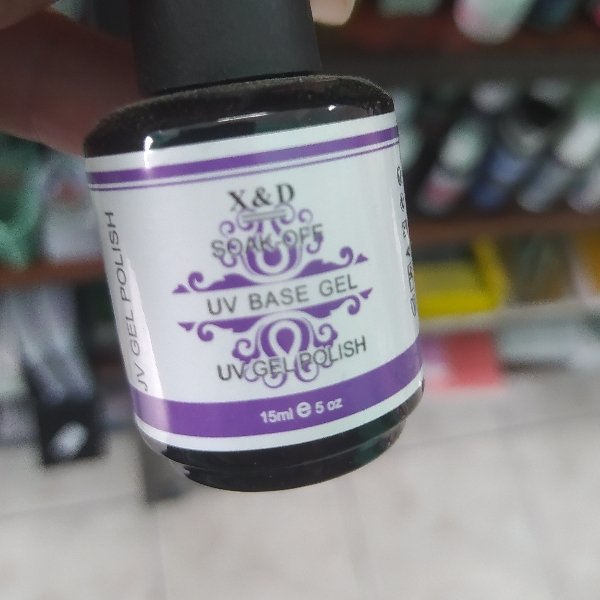 X&D
SOAK-OFF
UV BASE GEL
UV GEL POLISH
15ml e 5 oz
UV GEL POLISH